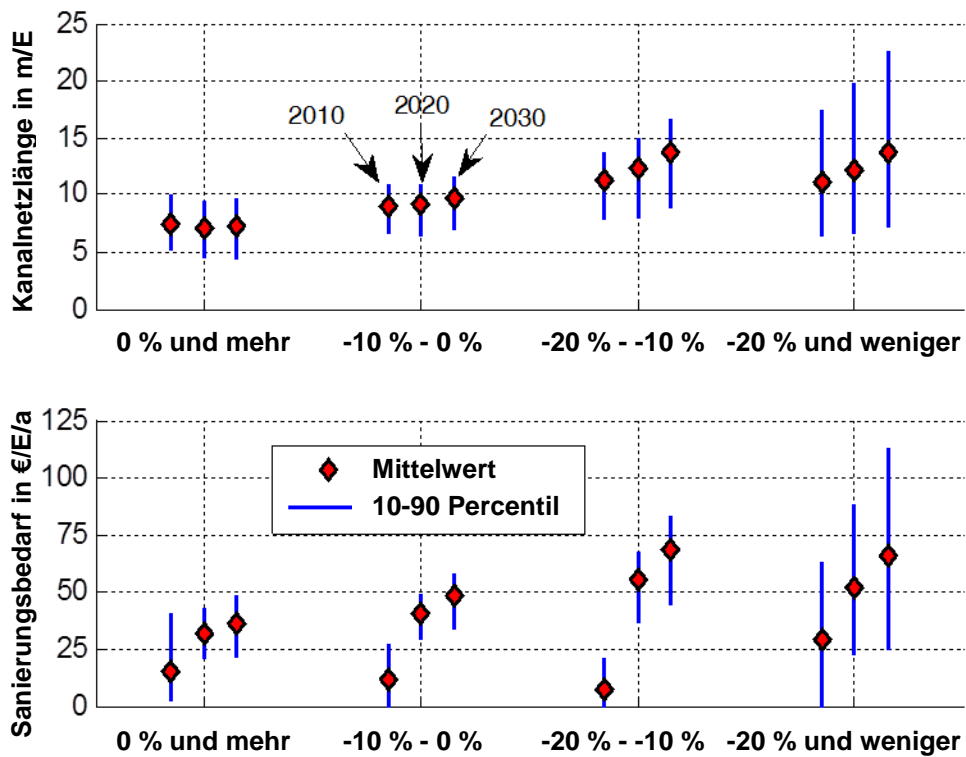 Kanalnetzlänge in m/E
25
20
15
10
5
0
2010
2020
2030
0 % und mehr
-10 % - 0 %
-20 % - -10 %
-20 % und weniger
Sanierungsbedarf in €/E/a
125
100
75
50
25
0
Mittelwert
10-90 Percentil
0 % und mehr
-10 % - 0 %
-20 % - -10 %
-20 % und weniger